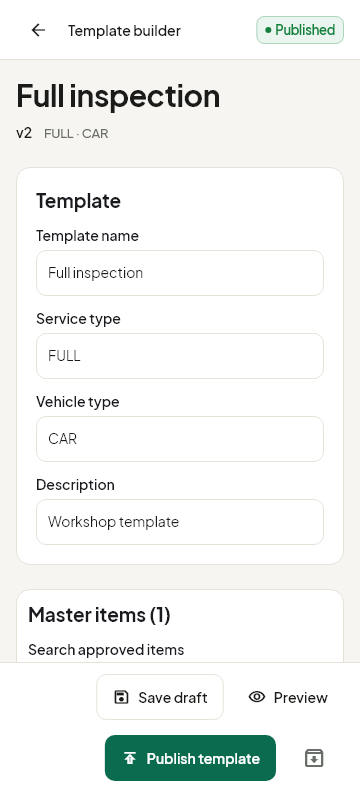 Template builder
Published
Full inspection
v2 FULL · CAR
Template
Template name
Full inspection
Service type
FULL
Vehicle type
CAR
Description
Workshop template
Master items (1)
Search approved items
Save draft
Preview
Publish template